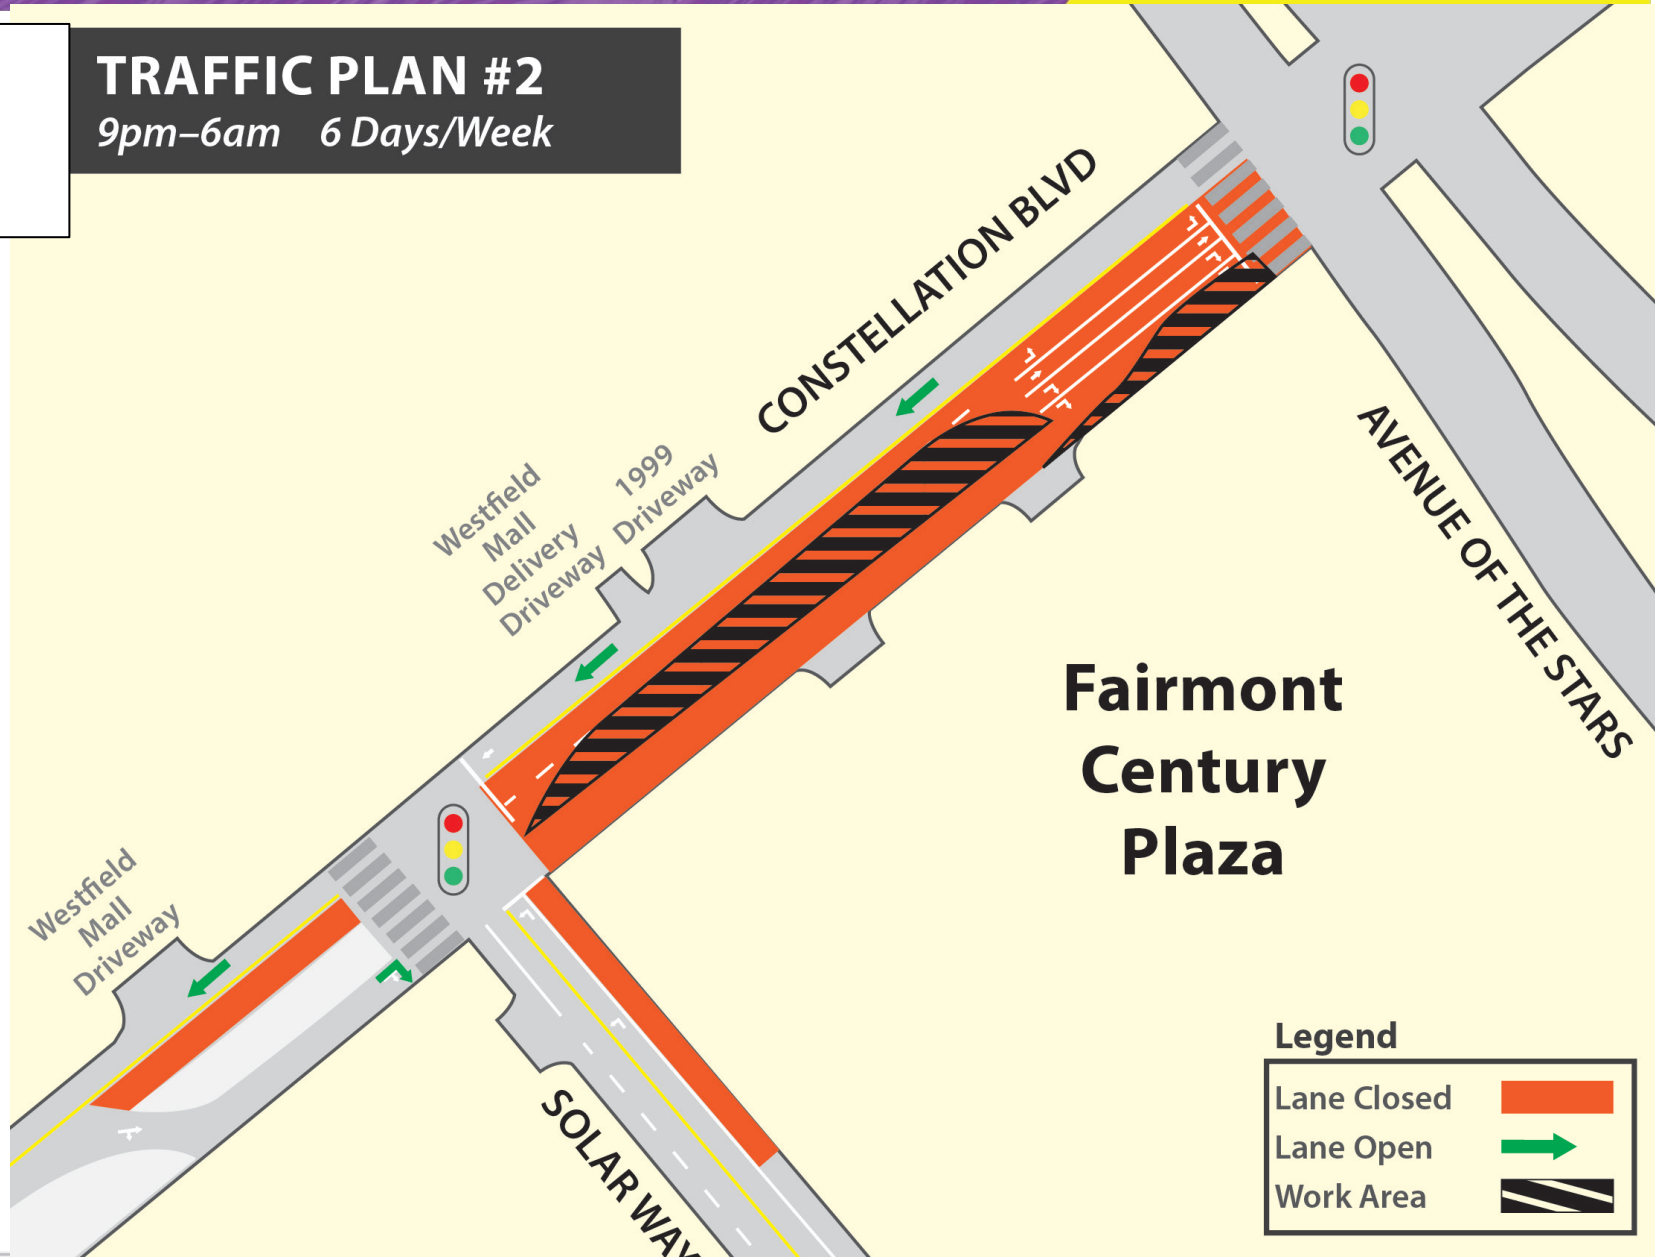 TRAFFIC PLAN #2
9pm–6am 6 Days/Week
CONSTELLATION BLVD
1999
Driveway
Westfield
Mall
Delivery
Driveway
AVENUE OF THE STARS
Fairmont
Century
Plaza
Westfield
Mall
Driveway
SOLAR WAY
Legend
Lane Closed
Lane Open
Work Area